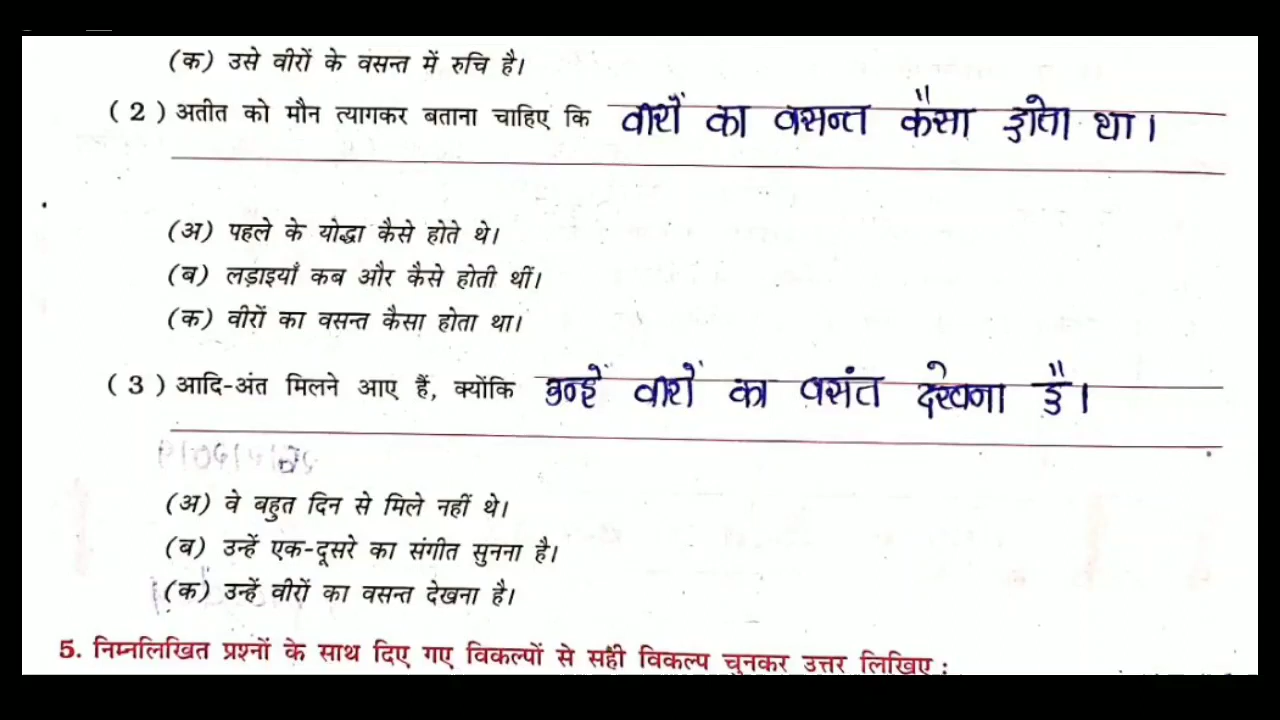 (क) उसे वीरों के वसन्त में रुचि है।
(2) अतीत को मौन त्यागकर बताना चाहिए कि वीरों का वसन्त कैसा होता था।
(अ) पहले के योद्धा कैसे होते थे।
(ब) लड़ाइयाँ कब और कैसे होती थीं।
(क) वीरों का वसन्त कैसा होता था।
(3) आदि-अंत मिलने आए हैं, क्योंकि उन्हें वीरों का वसंत देखना है।
(अ) वे बहुत दिन से मिले नहीं थे।
(ब) उन्हें एक-दूसरे का संगीत सुनना है।
(क) उन्हें वीरों का वसन्त देखना है।
5. निम्नलिखित प्रश्नों के साथ दिए गए विकल्पों से सही विकल्प चुनकर उत्तर लिखिए :